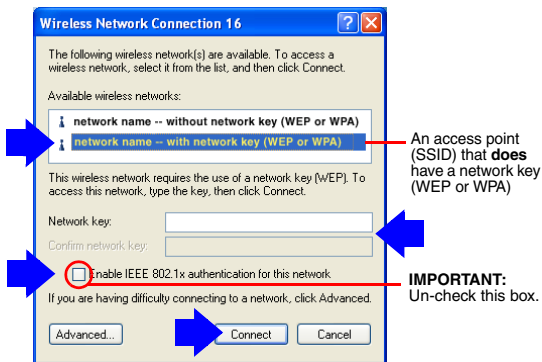 Wireless Network Connection 16
The following wireless network(s) are available. To access a
wireless network, select it from the list, and then click Connect.
Available wireless networks:
network name -- without network key (WEP or WPA)
network name -- with network key (WEP or WPA)
An access point
(SSID) that does
have a network key
(WEP or WPA)
This wireless network requires the use of a network key (WEP). To
access this network, type the key, then click Connect.
Network key:
Confirm network key:
Enable IEEE 802.1x authentication for this network
IMPORTANT:
Un-check this box.
If you are having difficulty connecting to a network, click Advanced.
Advanced...
Connect
Cancel